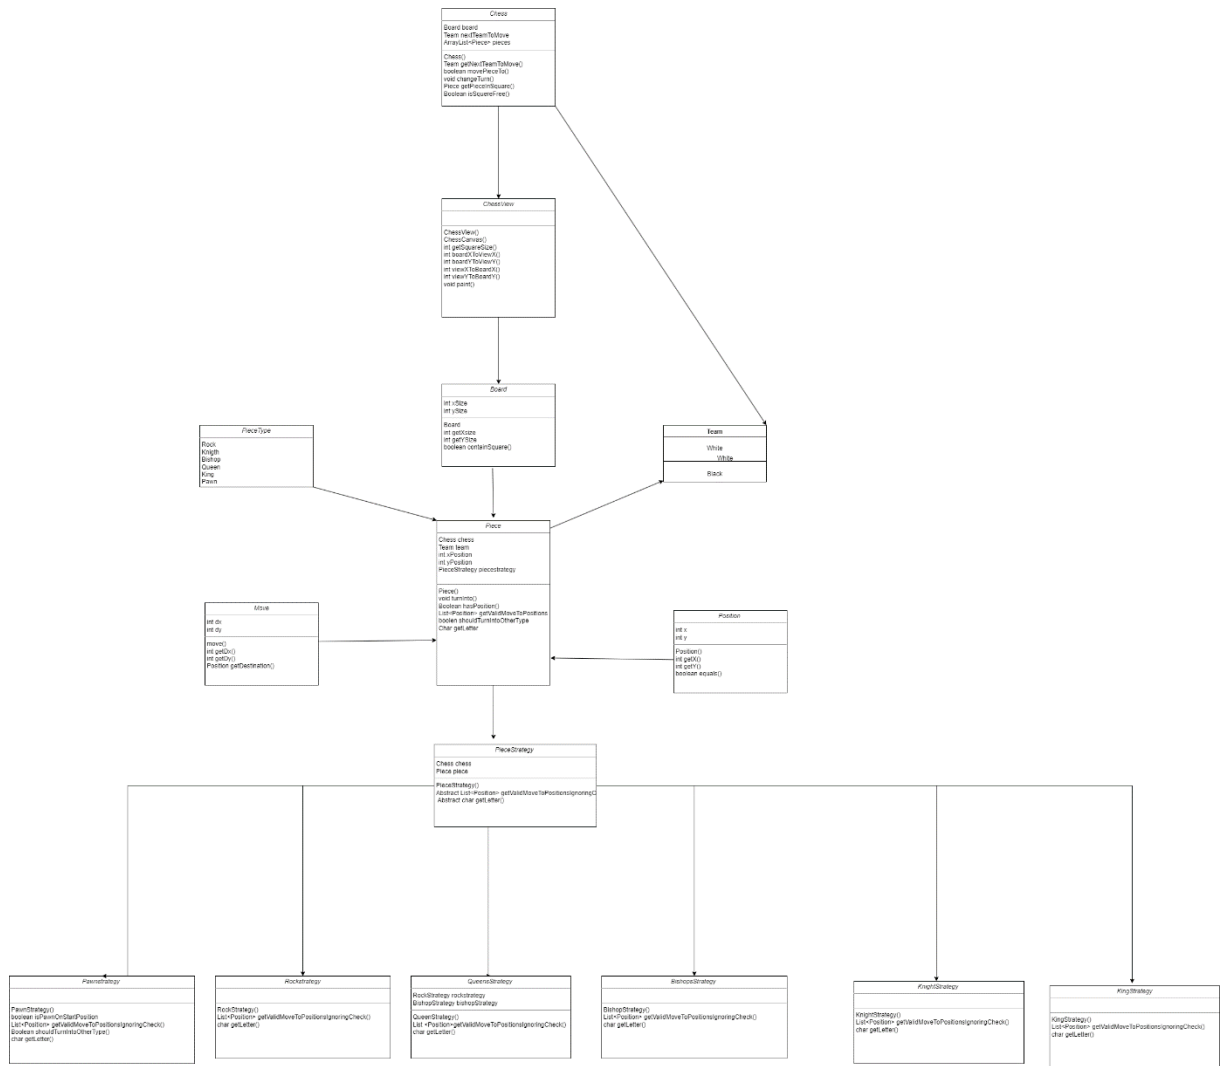 Chess
Board board
Team nextTeamToMove
ArrayList<Piece> pieces
Chess()
Team getNextTeamToMove()
boolean movePieceTo()
void changeTurn()
Piece getPieceInSquare()
Boolean isSquereFree()
ChessView
ChessView()
ChessCanvas()
int getSquareSize()
int boardXToViewX()
int boardYToViewY()
int viewXToBoardX()
int viewYToBoardY()
void paint()
Board
int xSize
int ySize
Board
int getXsize
int getYSize
boolean containSquare()
PieceType
Rock
Knigth
Bishop
Queen
King
Pawn
Team
White
White
Black
Piece
Chess chess
Team team
int xPosition
int yPosition
PieceStrategy piecestrategy
Piece()
void turnInto()
Boolean hasPosition()
List<Position> getValidMoveToPositions
boolen shouldTurnIntoOtherType
Char getLetter
Move
int dx
int dy
move()
int getDx()
int getDy()
Position getDestination()
Position
int x
int y
Position()
int getX()
int getY()
boolean equals()
PieceStrategy
Chess chess
Piece piece
PieceStrategy()
Abstract List<Position> getValidMoveToPositionsIgnoringC
Abstract char getLetter()
Pawnstrategy
PawnStrategy()
boolean isPawnOnStartPosition
List<Position> getValidMoveToPositionsIgnoringCheck()
Boolean shouldTurnIntoOtherType()
char getLetter()
Rockstrategy
RockStrategy()
List<Position> getValidMoveToPositionsIgnoringCheck()
char getLetter()
QueensStrategy
RockStrategy rockstrategy
BishopStrategy bishopStrategy
QueenStrategy()
List <Position>getValidMoveToPositionsIgnoringCheck()
char getLetter()
BishopsStrategy
BishopStrategy()
List<Position> getValidMoveToPositionsIgnoringCheck()
char getLetter()
KnightStrategy
KnightStrategy()
List<Position> getValidMoveToPositionsIgnoringCheck()
char getLetter()
KingStrategy
KingStrategy()
List<Position> getValidMoveToPositionsIgnoringCheck()
char getLetter()